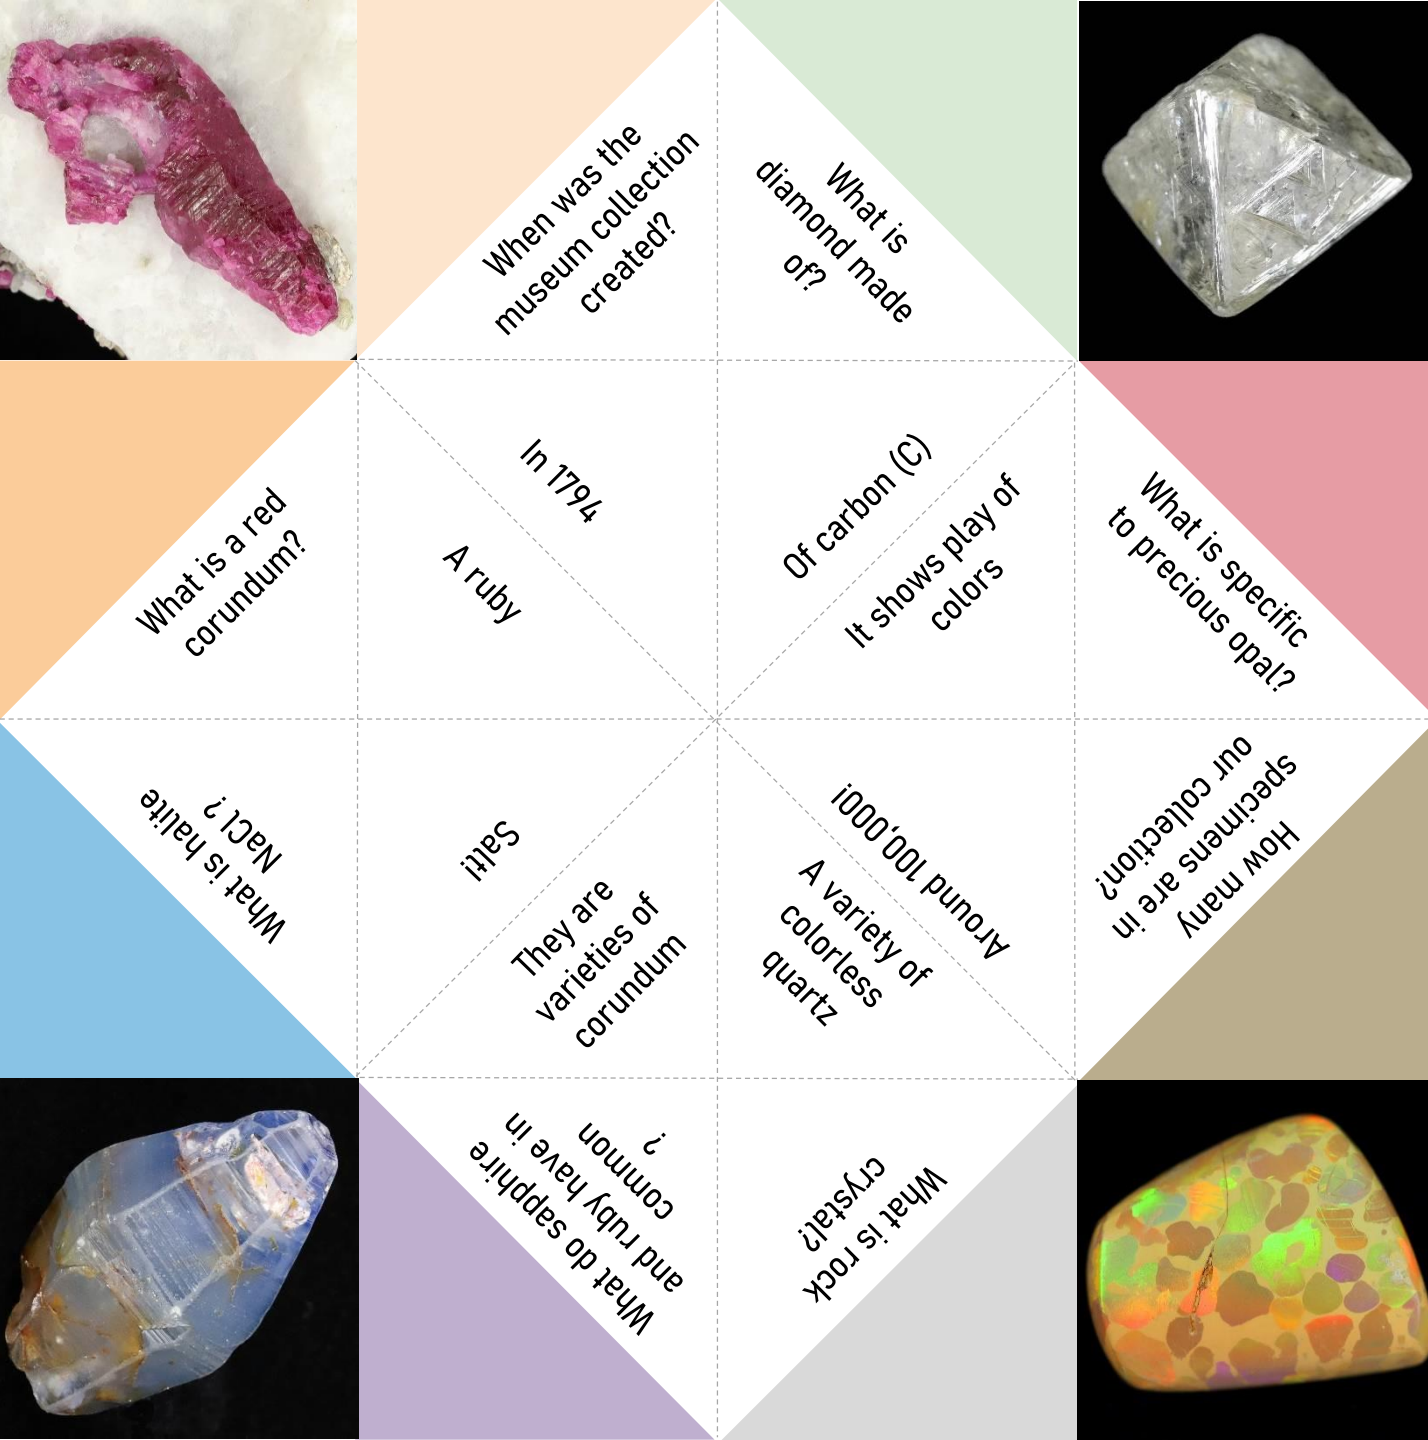 When was the
museum collection
created?
What is
diamond made
of?
What is a red
corundum?
In 1794
A ruby
Of carbon (C)
It shows play of
colors
What is specific
to precious opal?
What is halite
NaCl ?
Salt!
They are
varieties of
corundum
Around 100,000!
A variety of
colorless
quartz
How many
specimens are in
our collection?
What do sapphire
and ruby have in
common
?
What is rock
crystal?